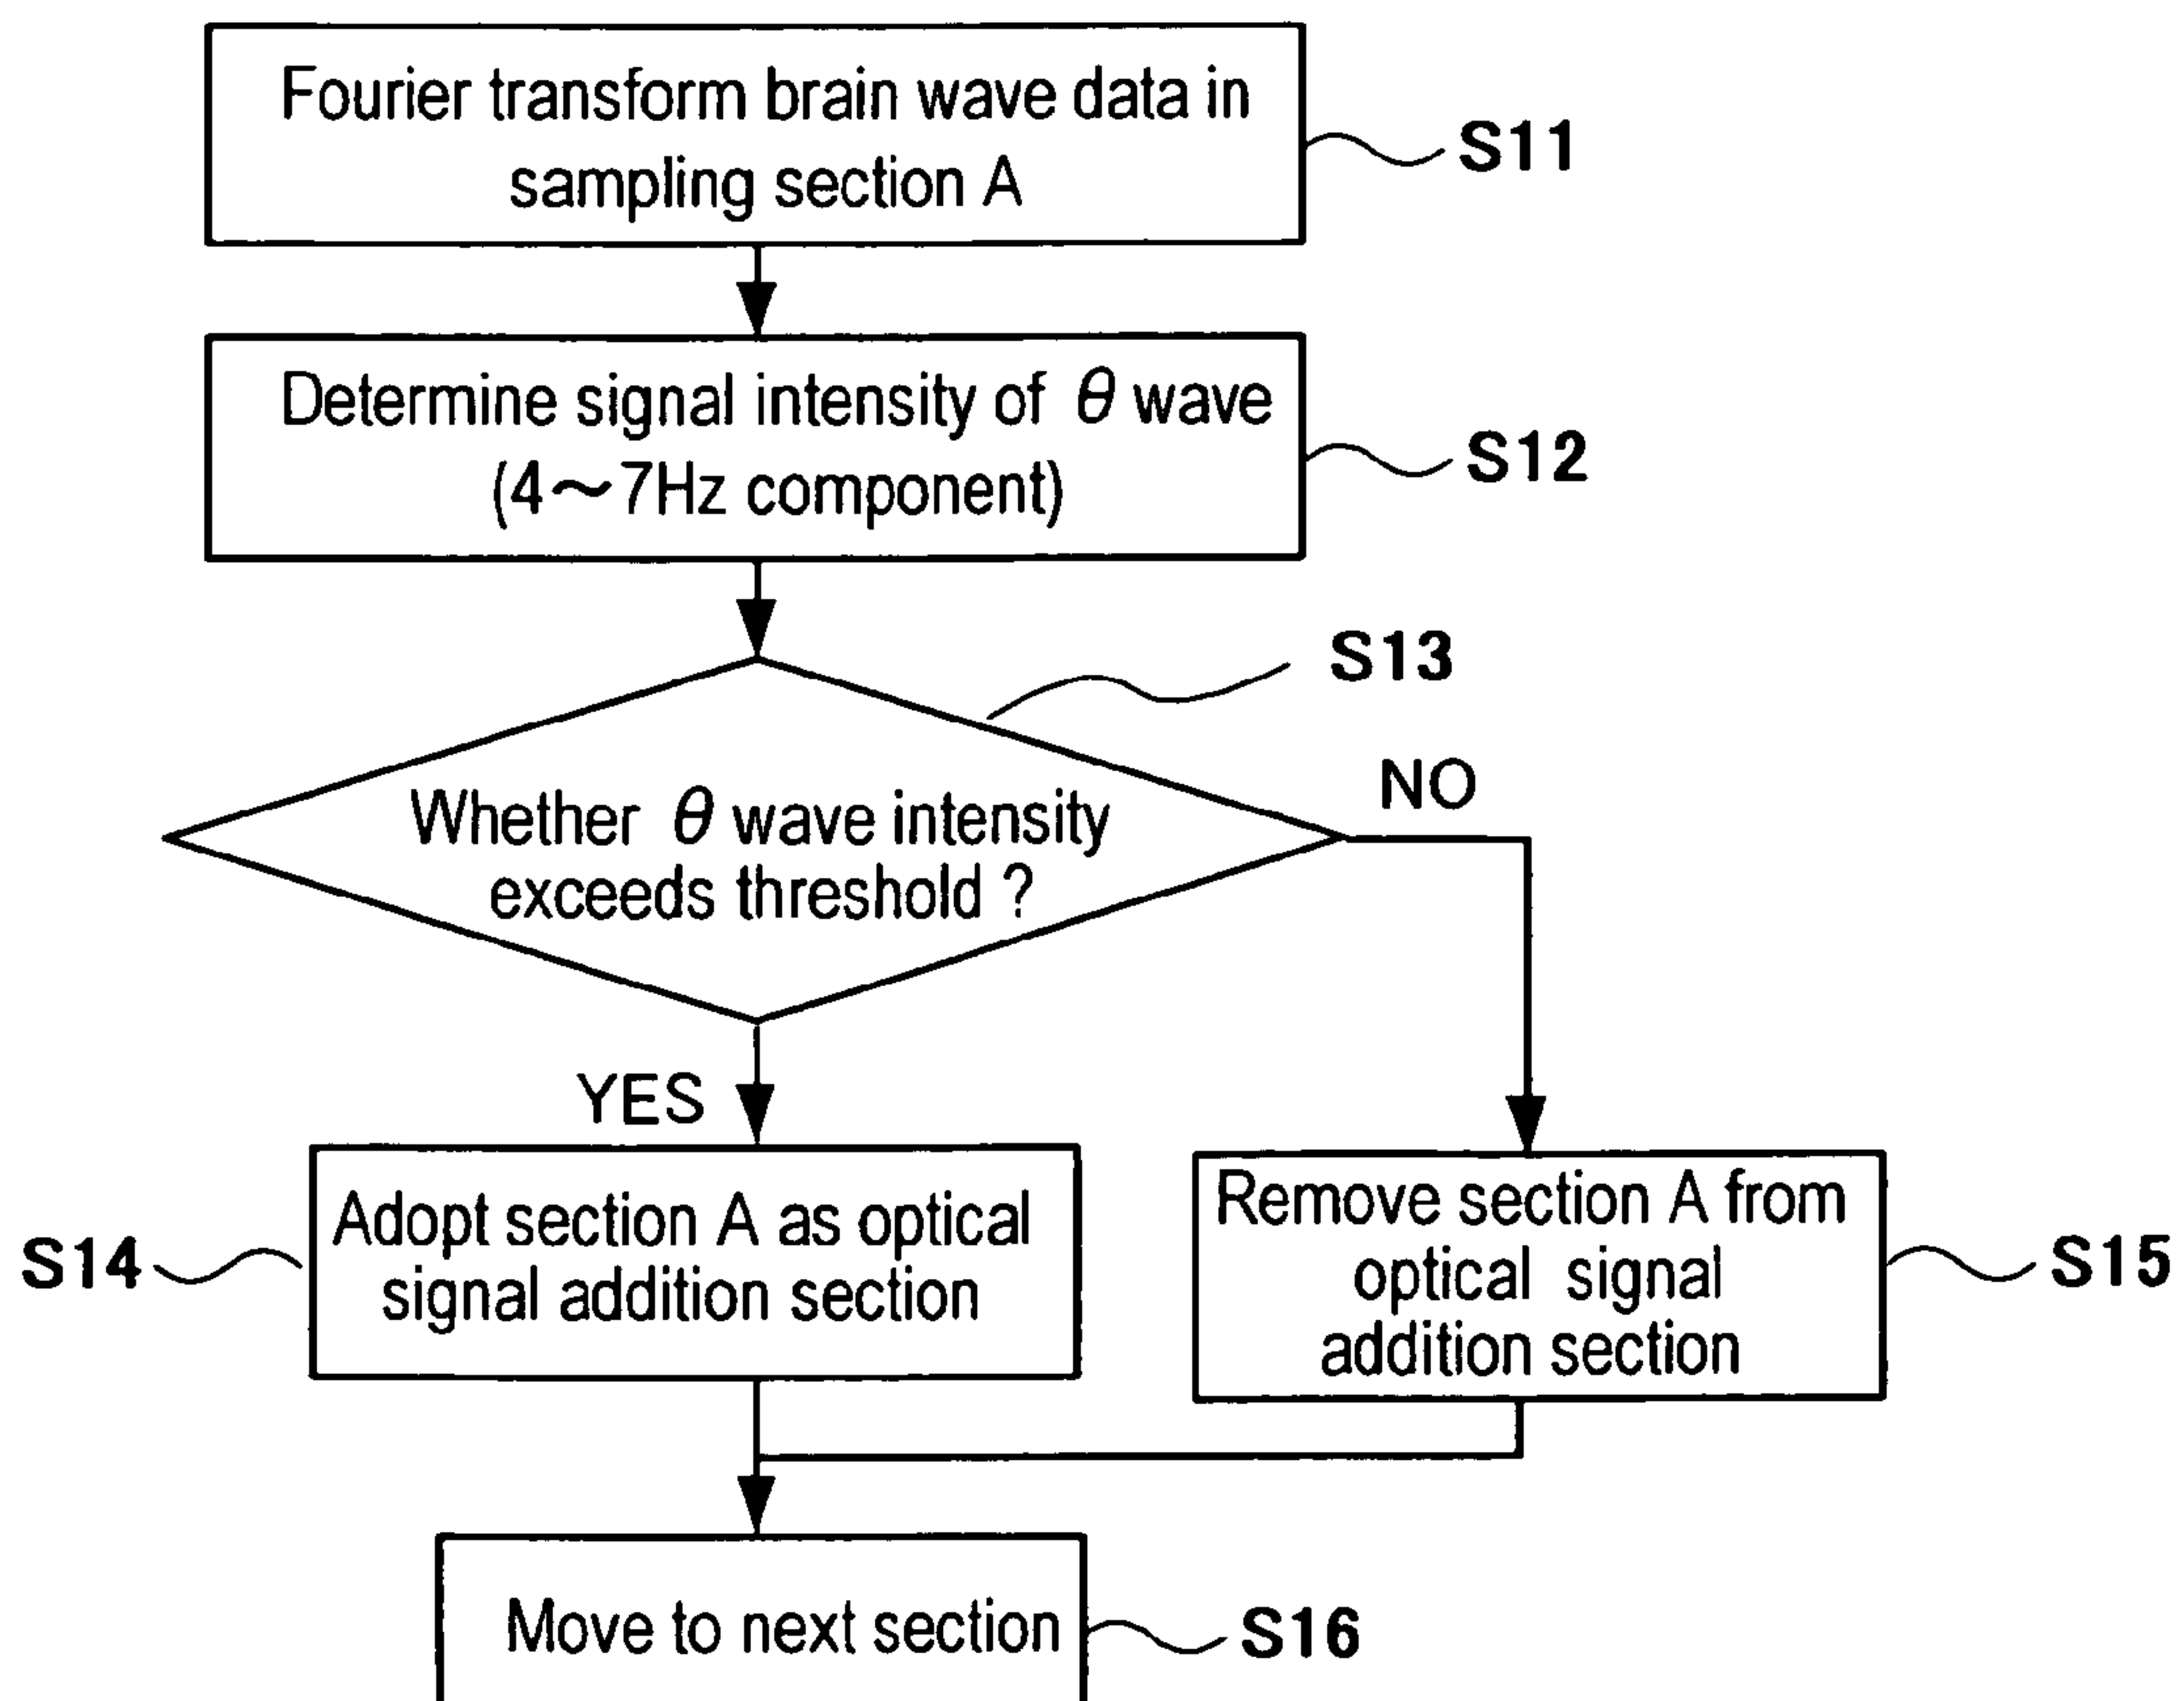 Fourier transform brain wave data in
sampling section A
S11
Determine signal intensity of θ wave
(4～7Hz component)
S12
S13
Whether θ wave intensity
exceeds threshold ?
NO
YES
Adopt section A as optical
signal addition section
S14
Remove section A from
optical signal
addition section
S15
Move to next section
S16